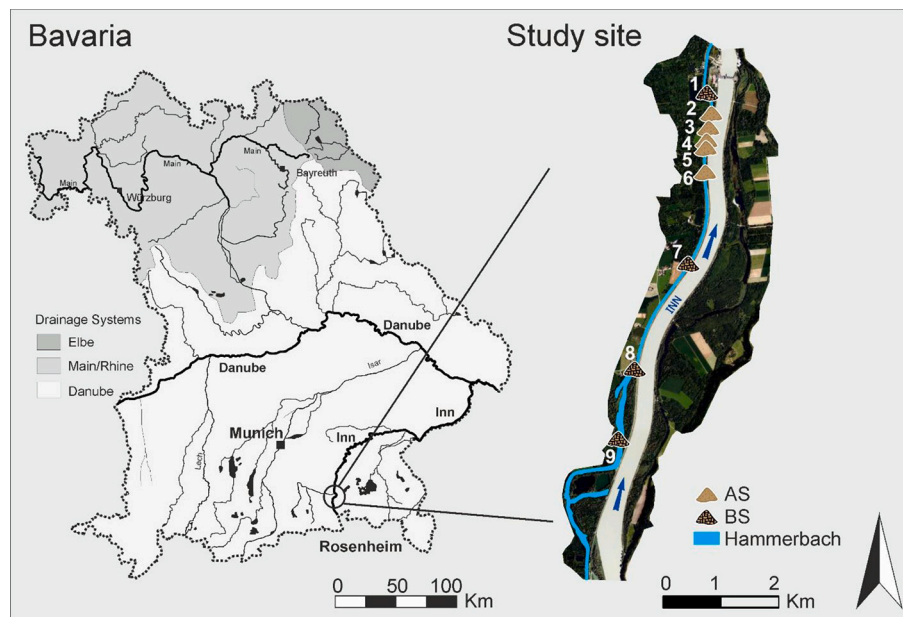 Bavaria
Main
Main
Main
Würzburg
Bayreuth
Drainage Systems
Elbe
Main/Rhine
Danube
Danube
Danube
Isar
Inn
Inn
Munich
Lech
Rosenheim
0 50 100 Km
Study site
1
2
3
4
5
6
7
INN
8
9
AS
BS
Hammerbach
0 1 2 Km